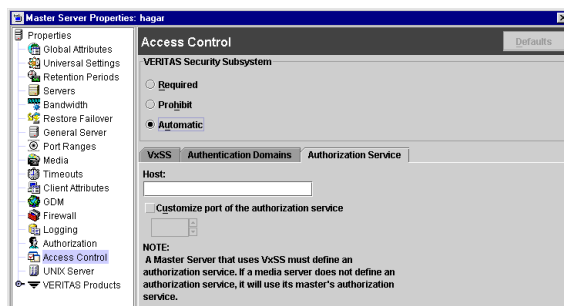 Master Server Properties: hagar
Properties
Global Attributes
Universal Settings
Retention Periods
Servers
Bandwidth
Restore Failover
General Server
Port Ranges
Media
Timeouts
Client Attributes
GDM
Firewall
Logging
Authorization
Access Control
UNIX Server
VERITAS Products
Access Control
Defaults
VERITAS Security Subsystem
Required
Prohibit
Automatic
VxSS
Authentication Domains
Authorization Service
Host:
Customize port of the authorization service
NOTE:
A Master Server that uses VxSS must define an
authorization service. If a media server does not define an
authorization service, it will use its master's authorization
service.